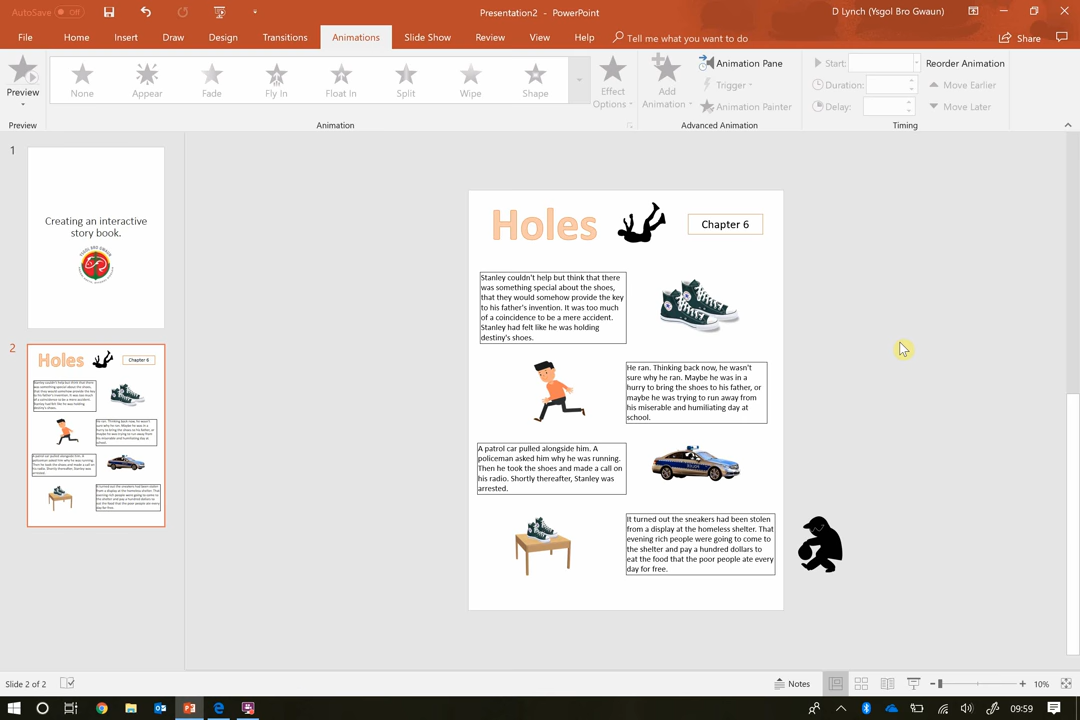 AutoSave Off
Presentation2 - PowerPoint
D Lynch (Ysgol Bro Gwaun)
File Home Insert Draw Design Transitions Animations Slide Show Review View Help Tell me what you want to do Share
Preview
None Appear Fade Fly In Float In Split Wipe Shape
Effect Options
Add Animation
Animation Pane
Trigger
Animation Painter
Start:
Duration:
Delay:
Reorder Animation
Move Earlier
Move Later
Preview Animation Advanced Animation Timing
1
Creating an interactive
story book.
2
Holes
Chapter 6
Holes
Chapter 6
Stanley couldn't help but think that there
was something special about the shoes,
that they would somehow provide the key
to his father's invention. It was too much
of a coincidence to be a mere accident.
Stanley had felt like he was holding
destiny's shoes.
He ran. Thinking back now, he wasn't
sure why he ran. Maybe he was in a
hurry to bring the shoes to his father, or
maybe he was trying to run away from
his miserable and humiliating day at
school.
A patrol car pulled alongside him. A
policeman asked him why he was running.
Then he took the shoes and made a call on
his radio. Shortly thereafter, Stanley was
arrested.
It turned out the sneakers had been stolen
from a display at the homeless shelter. That
evening rich people were going to come to
the shelter and pay a hundred dollars to
eat the food that the poor people ate every
day for free.
Slide 2 of 2
Notes
10%
09:59